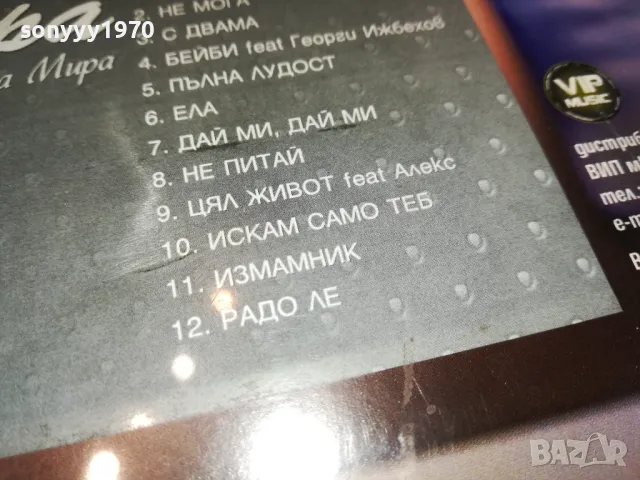 sonyyy1970
а Мира
2. НЕ МОГА
3. С ДВАМА
4. БЕЙБИ feat Георги Ижбехов
5. ПЪЛНА ЛУДОСТ
6. ЕЛА
7. ДАЙ МИ, ДАЙ МИ
8. НЕ ПИТАЙ
9. ЦЯЛ ЖИВОТ feat Алекс
10. ИСКАМ САМО ТЕБ
11. ИЗМАМНИК
12. РАДО ЛЕ
VIP
MUSIC
дистриб
ВИП м
тел.
e-m
BAZAR